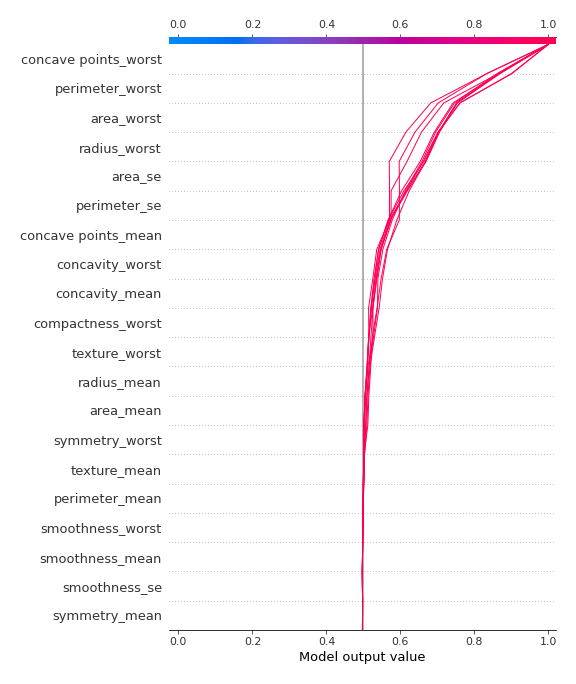 0.0 0.2 0.4 0.6 0.8 1.0
concave points_worst
perimeter_worst
area_worst
radius_worst
area_se
perimeter_se
concave points_mean
concavity_worst
concavity_mean
compactness_worst
texture_worst
radius_mean
area_mean
symmetry_worst
texture_mean
perimeter_mean
smoothness_worst
smoothness_mean
smoothness_se
symmetry_mean
0.0 0.2 0.4 0.6 0.8 1.0
Model output value